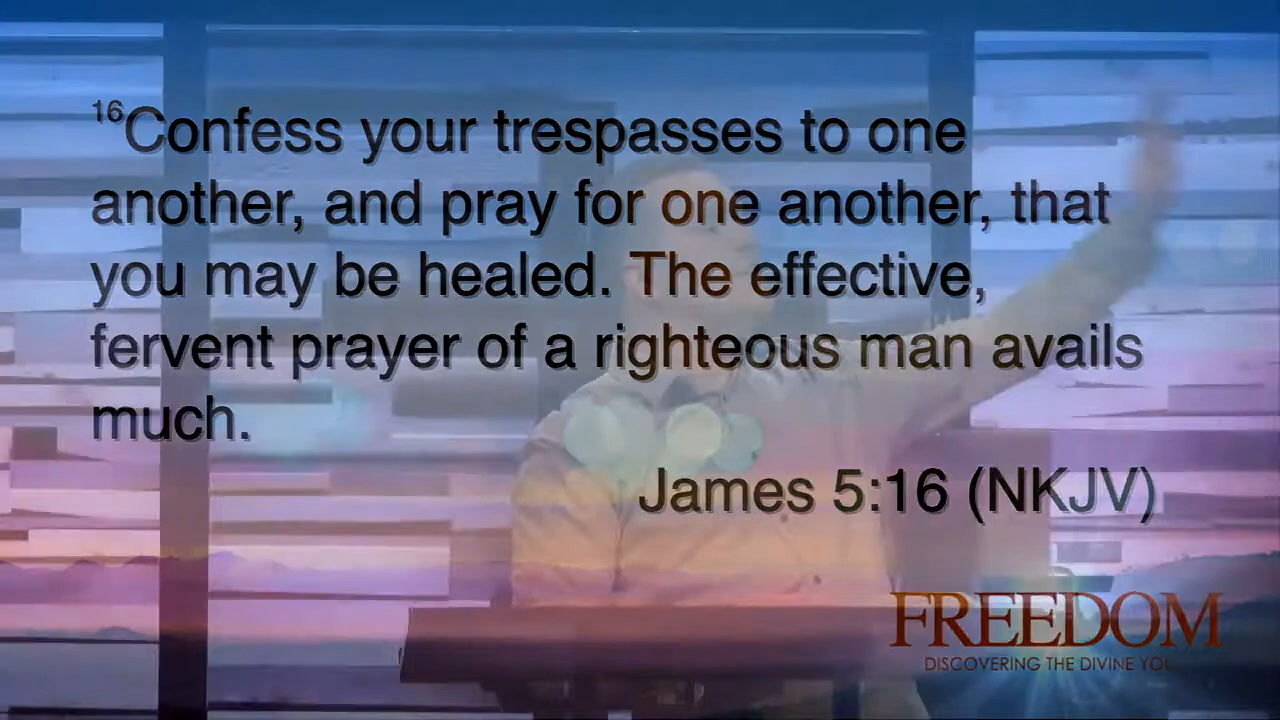 16Confess your trespasses to one
another, and pray for one another, that
you may be healed. The effective,
fervent prayer of a righteous man avails
much.
James 5:16 (NKJV)
FREEDOM
DISCOVERING THE DIVINE YOU